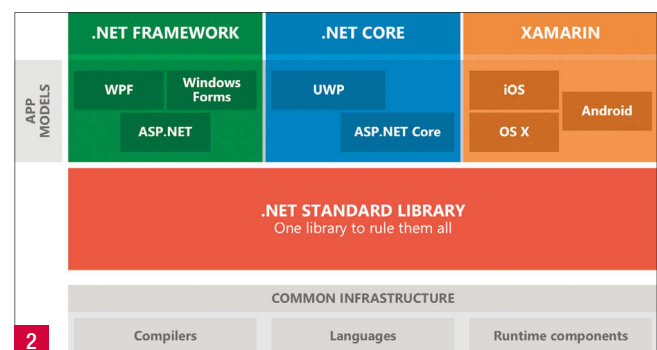 .NET FRAMEWORK
.NET CORE
XAMARIN
APP
MODELS
WPF
Windows
Forms
ASP.NET
UWP
ASP.NET Core
iOS
Android
OS X
.NET STANDARD LIBRARY
One library to rule them all
COMMON INFRASTRUCTURE
Compilers
Languages
Runtime components
2